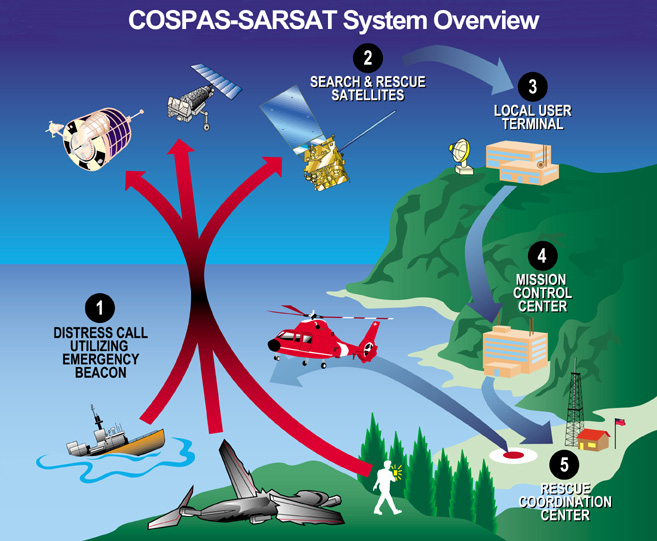 COSPAS-SARSAT System Overview
1
DISTRESS CALL
UTILIZING
EMERGENCY
BEACON
2
SEARCH & RESCUE
SATELLITES
3
LOCAL USER
TERMINAL
4
MISSION
CONTROL
CENTER
5
RESCUE
COORDINATION
CENTER